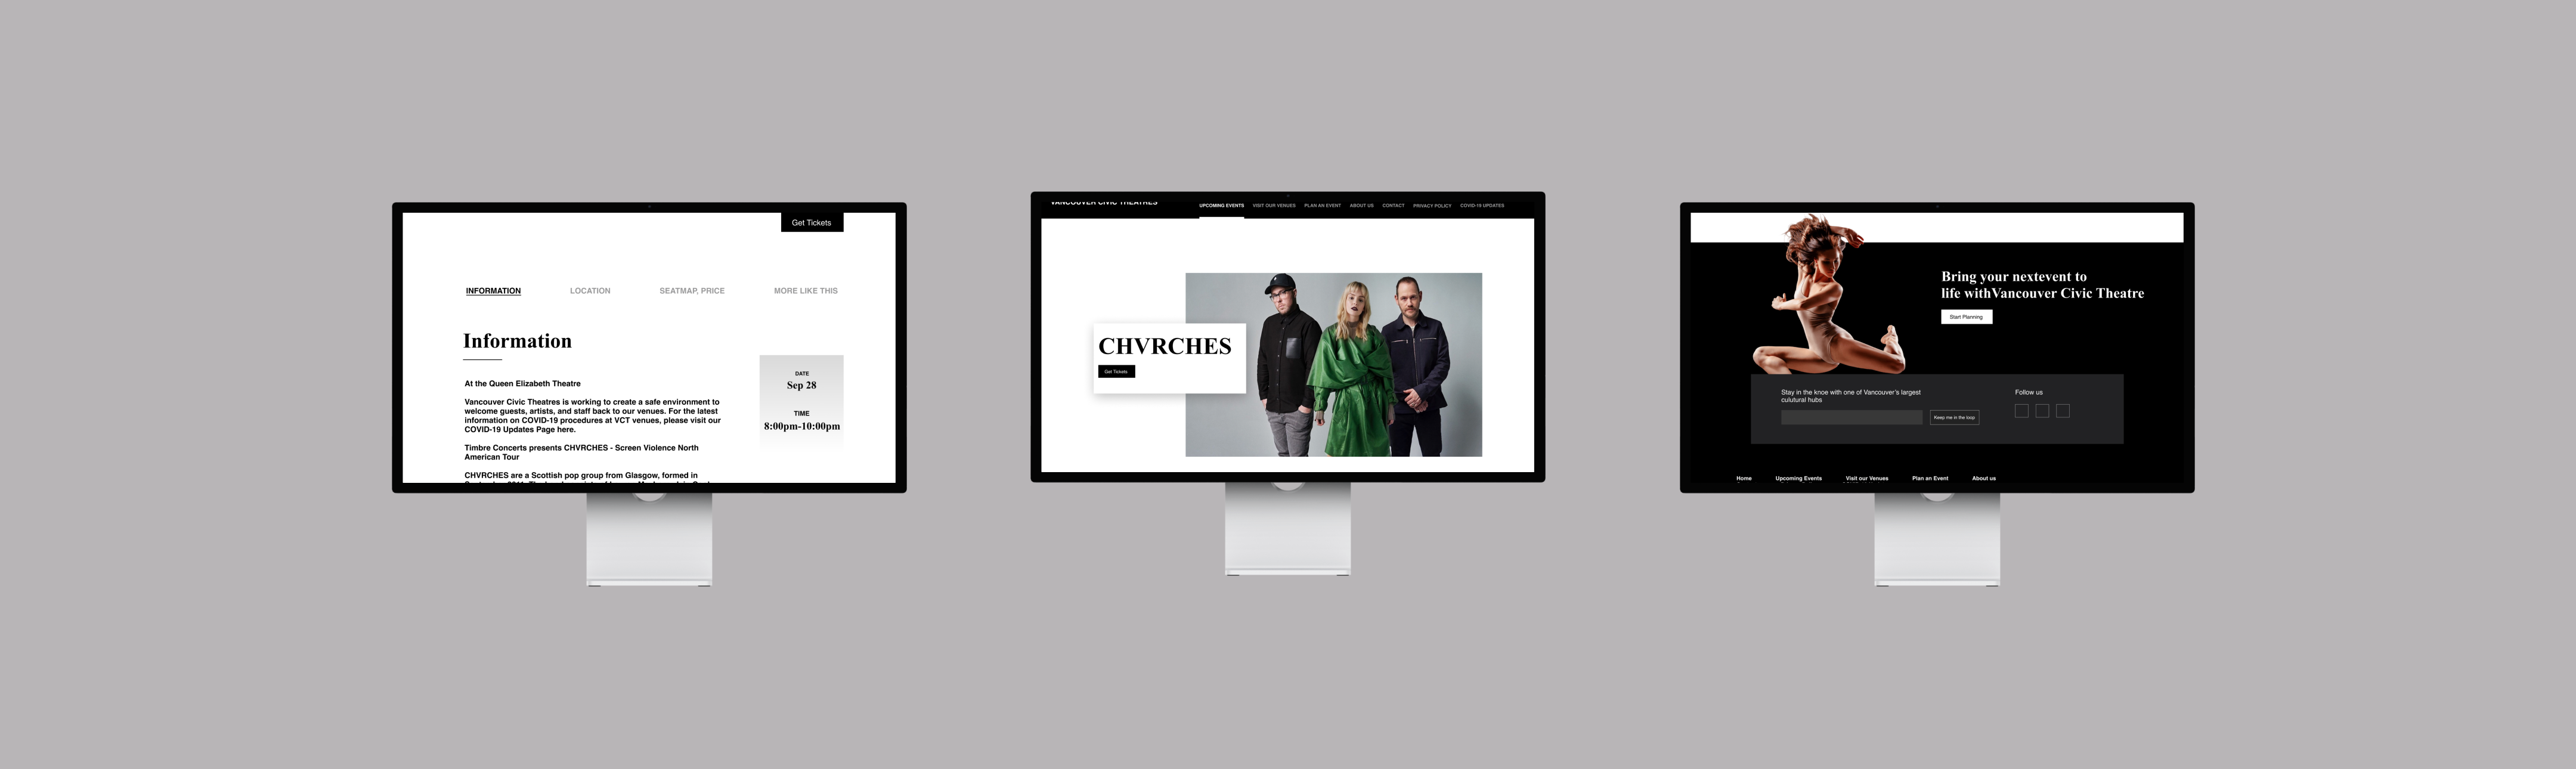 Get Tickets
INFORMATION LOCATION SEATMAP, PRICE MORE LIKE THIS
Information
At the Queen Elizabeth Theatre
Vancouver Civic Theatres is working to create a safe environment to
welcome guests, artists, and staff back to our venues. For the latest
information on COVID-19 procedures at VCT venues, please visit our
COVID-19 Updates Page here.
Timbre Concerts presents CHVRCHES - Screen Violence North
American Tour
CHVRCHES are a Scottish pop group from Glasgow, formed in
DATE
Sep 28
TIME
8:00pm-10:00pm
VANCOUVER CIVIC THEATRES
UPCOMING EVENTS VISIT OUR VENUES PLAN AN EVENT ABOUT US CONTACT PRIVACY POLICY COVID-19 UPDATES
CHVRCHES
Get Tickets
Bring your nextevent to
life withVancouver Civic Theatre
Start Planning
Stay in the knoe with one of Vancouver's largest
culutural hubs
Keep me in the loop
Follow us
Home Upcoming Events Visit our Venues Plan an Event About us